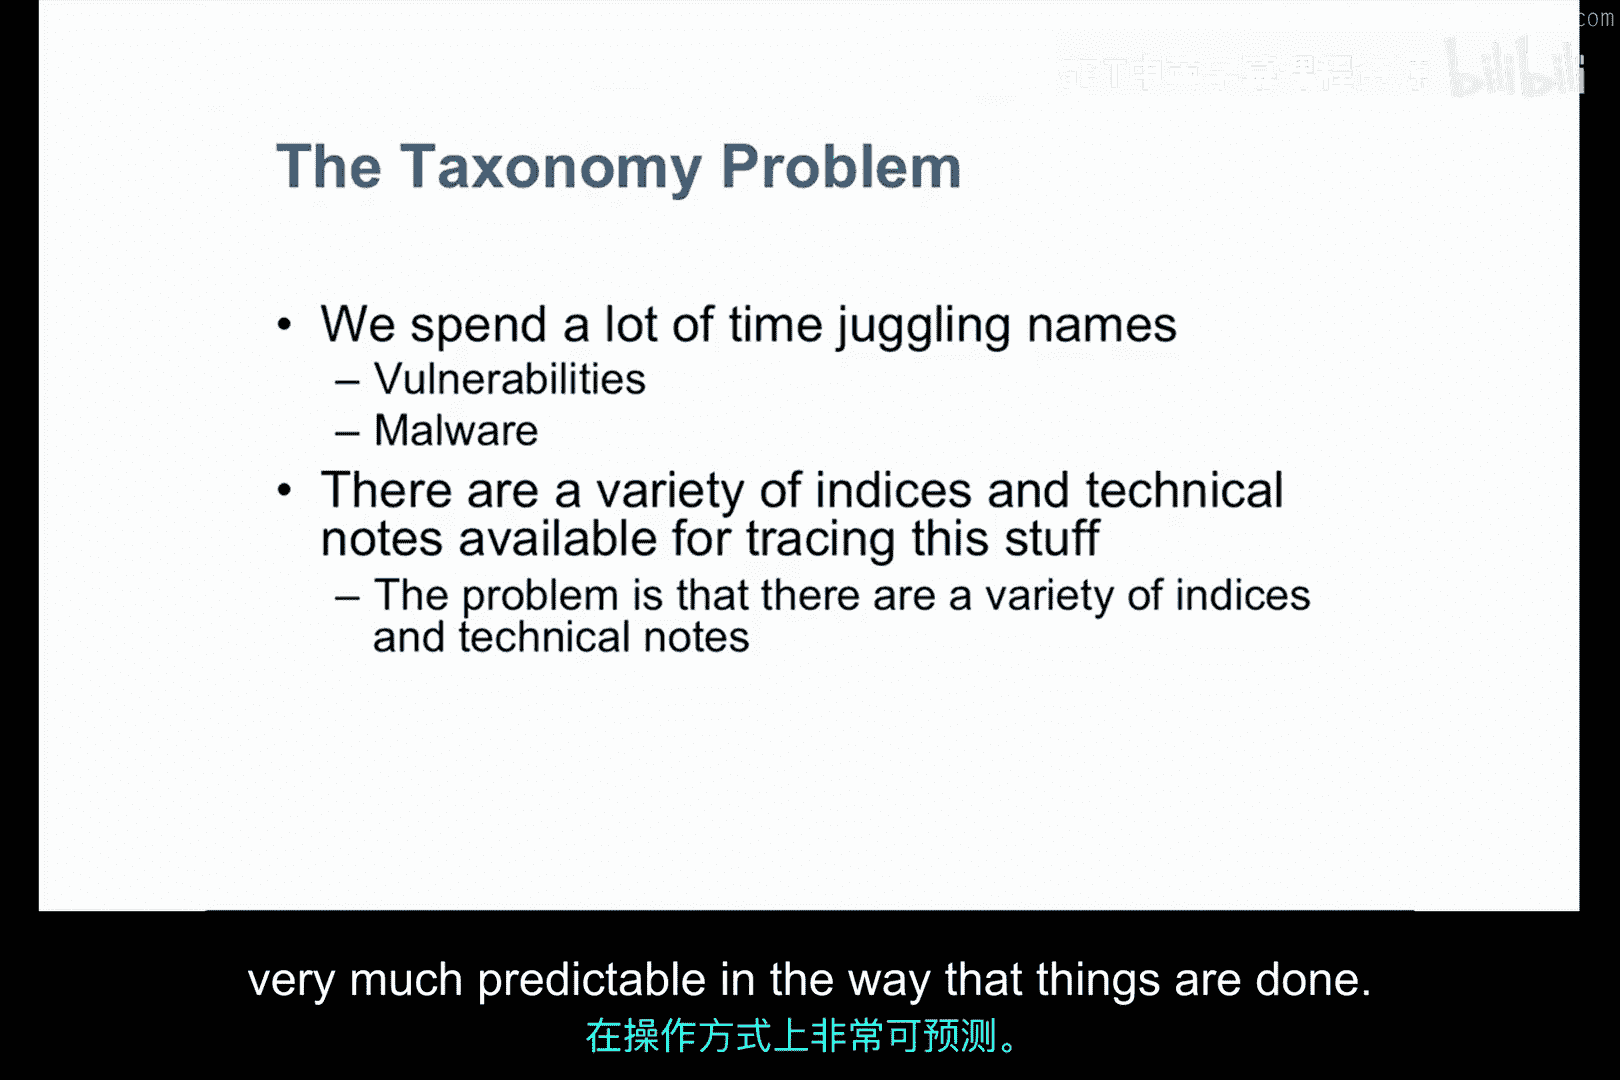 com
bilibili
The Taxonomy Problem
• We spend a lot of time juggling names
– Vulnerabilities
– Malware
• There are a variety of indices and technical
notes available for tracing this stuff
– The problem is that there are a variety of indices
and technical notes
very much predictable in the way that things are done.
在操作方式上非常可预测。